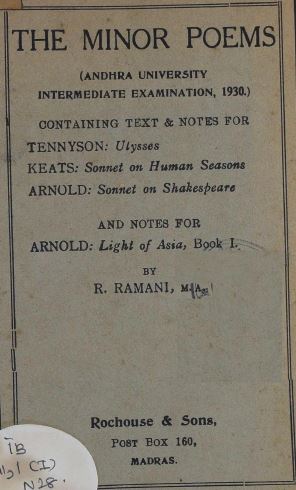 THE MINOR POEMS
(ANDHRA UNIVERSITY
INTERMEDIATE EXAMINATION, 1930.)
CONTAINING TEXT & NOTES FOR
TENNYSON: Ulysses
KEATS: Sonnet on Human Seasons
ARNOLD: Sonnet on Shakespeare
AND NOTES FOR
ARNOLD: Light of Asia, Book I.
BY
R. RAMANI, M.A.
Rochouse & Sons,
POST BOX 160,
MADRAS.
IB
(I)
N28.